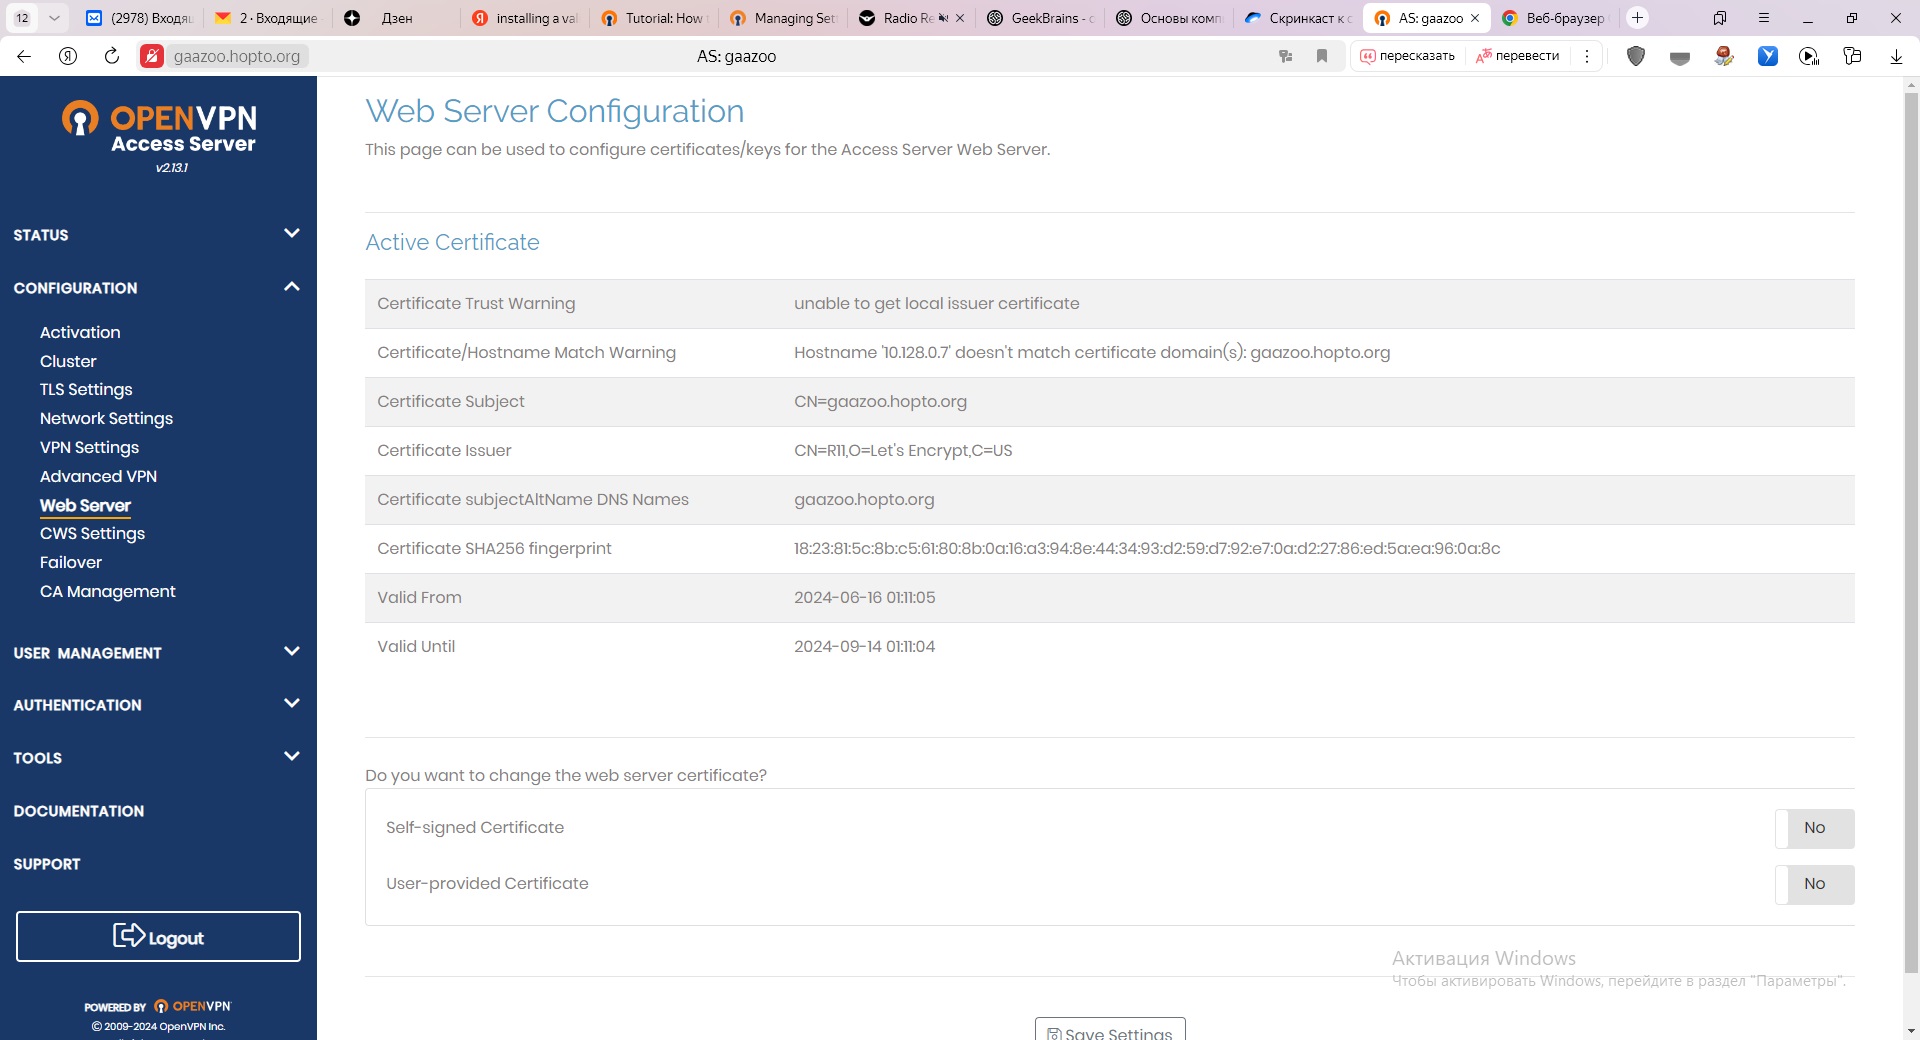 12
(2978) Входящ
2 · Входящие
Дзен
installing a val
Tutorial: How t
Managing Set
Radio Re
GeekBrains - с
Основы комп
Скринкаст к с
AS: gaazoo
Веб-браузер
gaazoo.hopto.org
AS: gaazoo
пересказать
перевести
OPENVPN
Access Server
v2.13.1
STATUS
CONFIGURATION
Activation
Cluster
TLS Settings
Network Settings
VPN Settings
Advanced VPN
Web Server
CWS Settings
Failover
CA Management
USER MANAGEMENT
AUTHENTICATION
TOOLS
DOCUMENTATION
SUPPORT
Logout
POWERED BY OPENVPN
© 2009-2024 OpenVPN Inc.
Web Server Configuration
This page can be used to configure certificates/keys for the Access Server Web Server.
Active Certificate
Certificate Trust Warning unable to get local issuer certificate
Certificate/Hostname Match Warning Hostname '10.128.0.7' doesn't match certificate domain(s): gaazoo.hopto.org
Certificate Subject CN=gaazoo.hopto.org
Certificate Issuer CN=R11,O=Let's Encrypt,C=US
Certificate subjectAltName DNS Names gaazoo.hopto.org
Certificate SHA256 fingerprint 18:23:81:5c:8b:c5:61:80:8b:0a:16:a3:94:8e:44:34:93:d2:59:d7:92:e7:0a:d2:27:86:ed:5a:ea:96:0a:8c
Valid From 2024-06-16 01:11:05
Valid Until 2024-09-14 01:11:04
Do you want to change the web server certificate?
Self-signed Certificate No
User-provided Certificate No
Активация Windows
Чтобы активировать Windows, перейдите в раздел "Параметры".
Save Settings